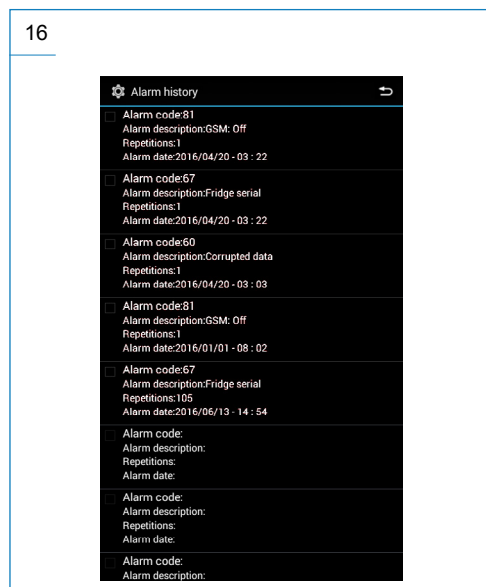 16
Alarm history
Alarm code:81
Alarm description:GSM: Off
Repetitions:1
Alarm date:2016/04/20 - 03 : 22
Alarm code:67
Alarm description:Fridge serial
Repetitions:1
Alarm date:2016/04/20 - 03 : 22
Alarm code:60
Alarm description:Corrupted data
Repetitions:1
Alarm date:2016/04/20 - 03 : 03
Alarm code:81
Alarm description:GSM: Off
Repetitions:1
Alarm date:2016/01/01 - 08 : 02
Alarm code:67
Alarm description:Fridge serial
Repetitions:105
Alarm date:2016/06/13 - 14 : 54
Alarm code:
Alarm description:
Repetitions:
Alarm date:
Alarm code:
Alarm description:
Repetitions:
Alarm date:
Alarm code:
Alarm description: